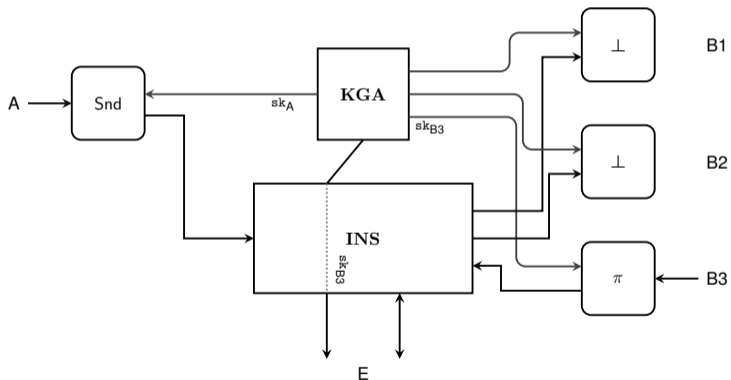 ⊥ B1
KGA
A Snd
sk_A
sk_B3
⊥ B2
INS
sk_B3
π B3
E